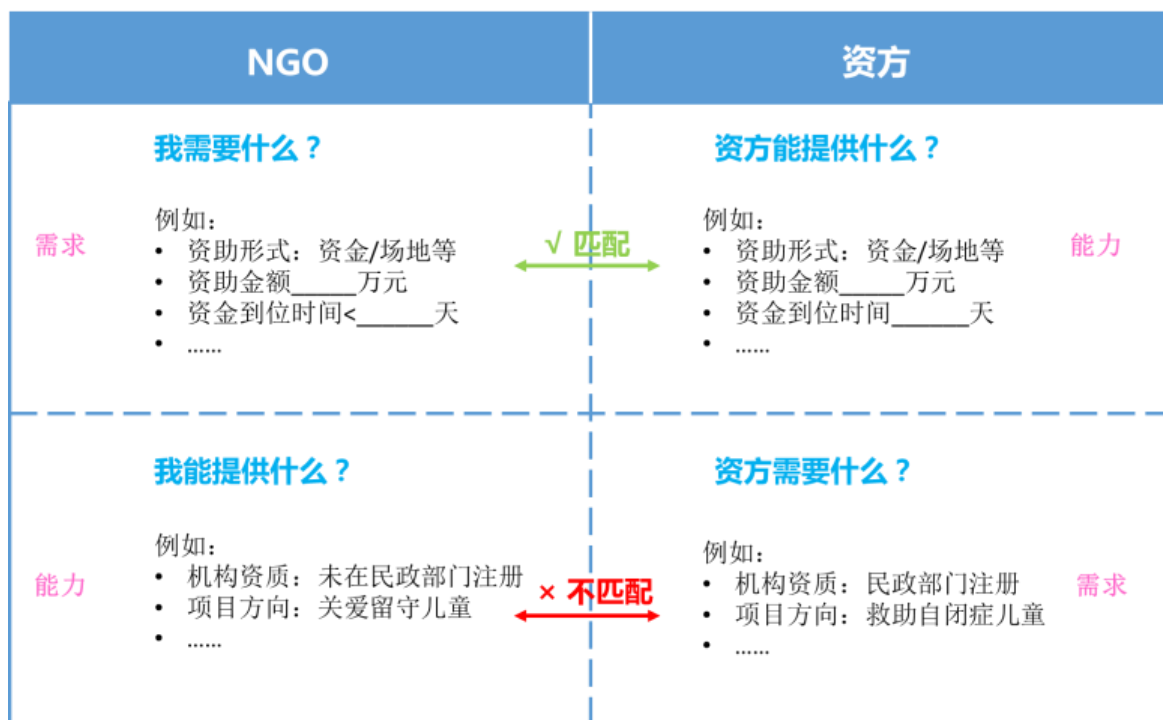 NGO
资方
我需要什么？
资方能提供什么？
需求
例如：
• 资助形式：资金/场地等
• 资助金额_____万元
• 资金到位时间<______天
• ……
√ 匹配
例如：
• 资助形式：资金/场地等
• 资助金额_____万元
• 资金到位时间______天
• ……
能力
我能提供什么？
资方需要什么？
能力
例如：
• 机构资质：未在民政部门注册
• 项目方向：关爱留守儿童
• ……
× 不匹配
例如：
• 机构资质：民政部门注册
• 项目方向：救助自闭症儿童
• ……
需求